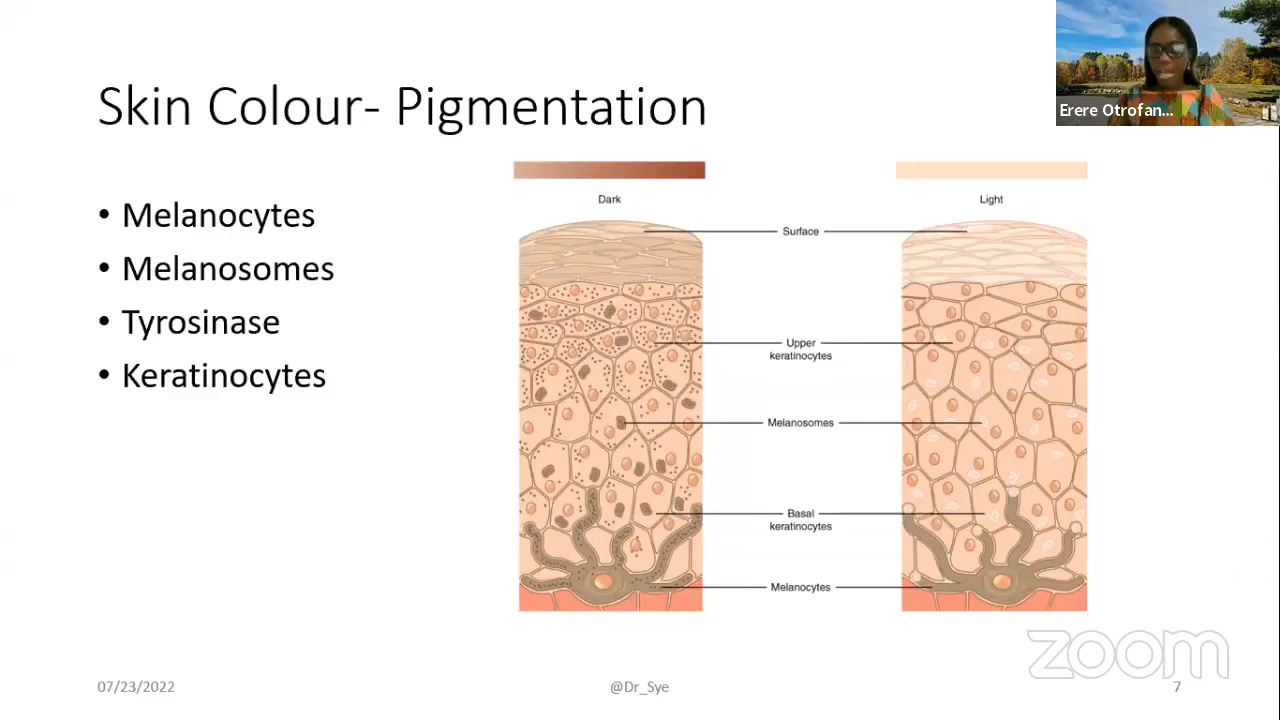 Erere Otrofan...
Skin Colour- Pigmentation
• Melanocytes
• Melanosomes
• Tyrosinase
• Keratinocytes
Dark
Light
Surface
Upper
keratinocytes
Melanosomes
Basal
keratinocytes
Melanocytes
zoom
07/23/2022
@Dr_Sye
7